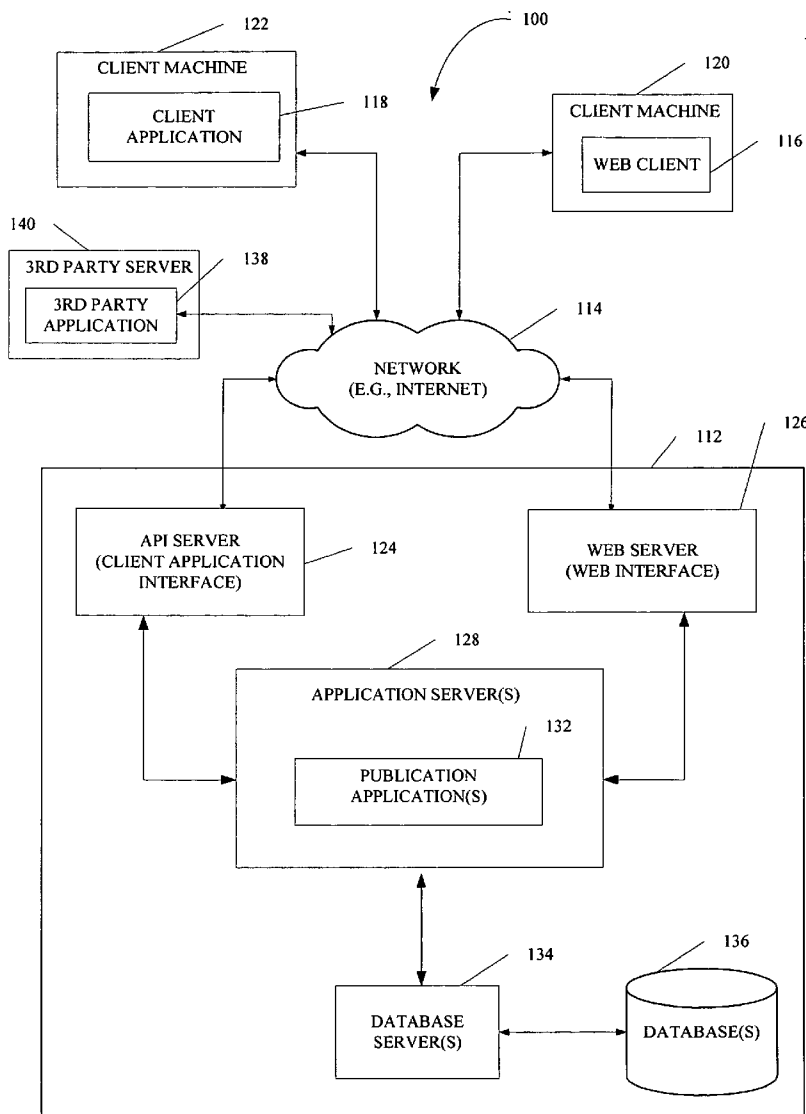 122
100
CLIENT MACHINE
CLIENT
APPLICATION
118
120
CLIENT MACHINE
WEB CLIENT
116
140
3RD PARTY SERVER
138
3RD PARTY
APPLICATION
114
NETWORK
(E.G., INTERNET)
112
126
API SERVER
(CLIENT APPLICATION
INTERFACE)
124
WEB SERVER
(WEB INTERFACE)
128
APPLICATION SERVER(S)
132
PUBLICATION
APPLICATION(S)
134
136
DATABASE
SERVER(S)
DATABASE(S)